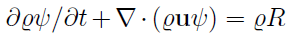 ∂ϱψ/∂t + ∇ · (ϱuψ) = ϱR